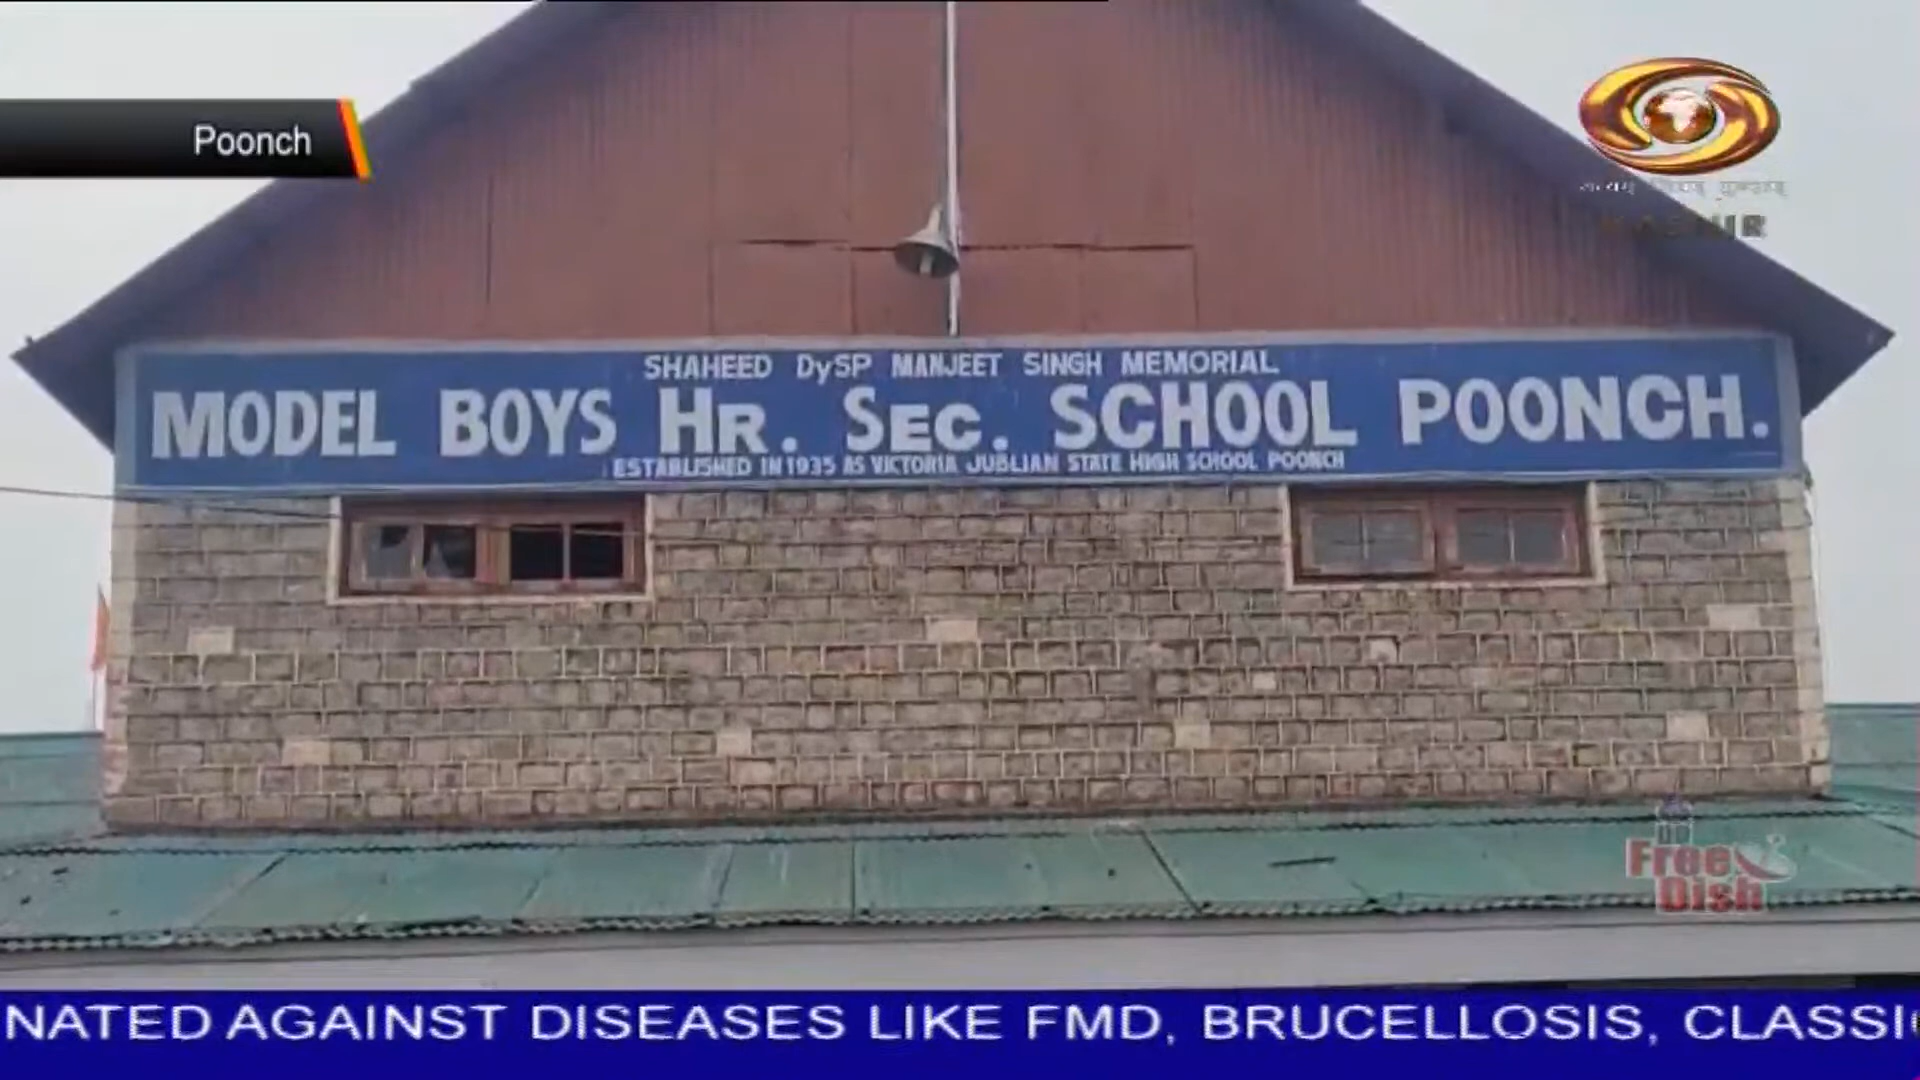 Poonch
SHAHEED DySP MANJEET SINGH MEMORIAL
MODEL BOYS HR. SEC. SCHOOL POONCH.
ESTABLISHED IN 1935 AS VICTORIA JUBLIAN STATE HIGH SCHOOL POONCH
Free
Dish
NATED AGAINST DISEASES LIKE FMD, BRUCELLOSIS, CLASSI